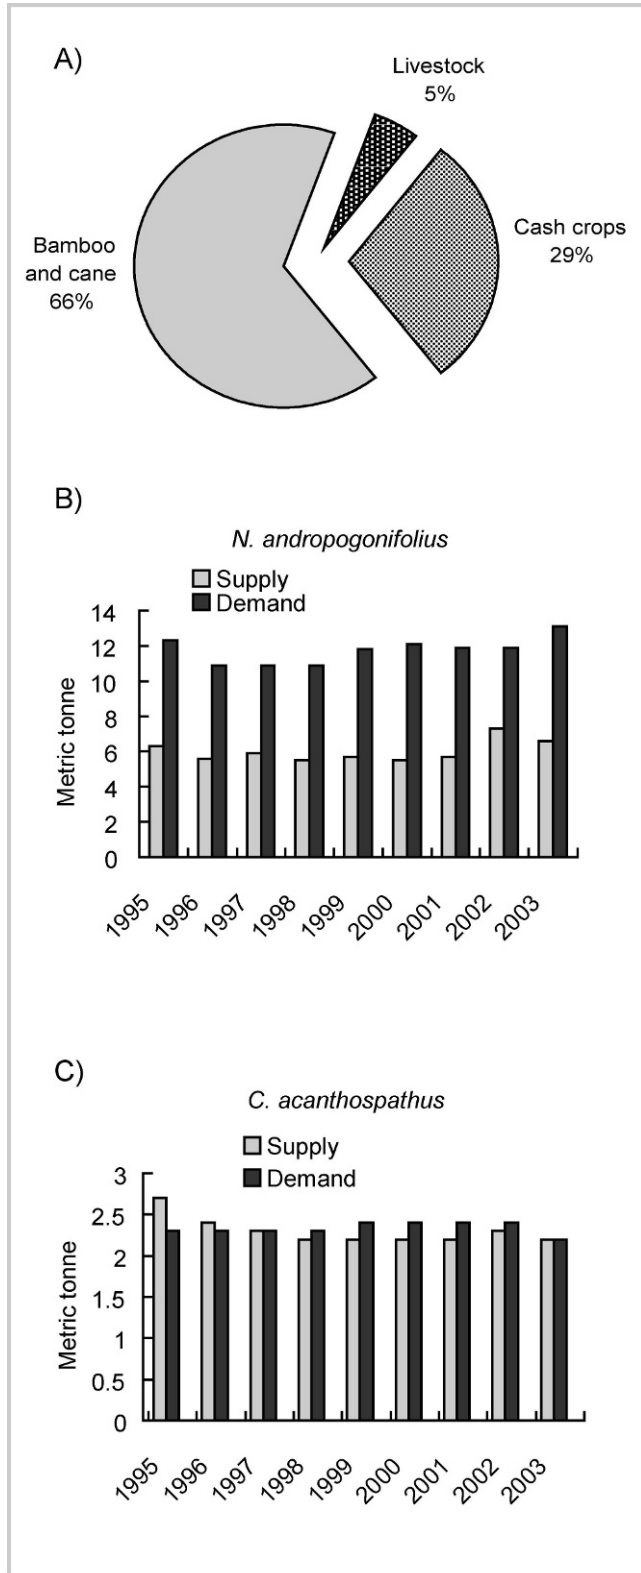 A)
Livestock
5%
Bamboo
and cane
66%
Cash crops
29%
B)
N. andropogonifolius
Supply
Demand
Metric tonne
14
12
10
8
6
4
2
0
1995
1996
1997
1998
1999
2000
2001
2002
2003
C)
C. acanthospathus
Supply
Demand
Metric tonne
3
2.5
2
1.5
1
0.5
0
1995
1996
1997
1998
1999
2000
2001
2002
2003